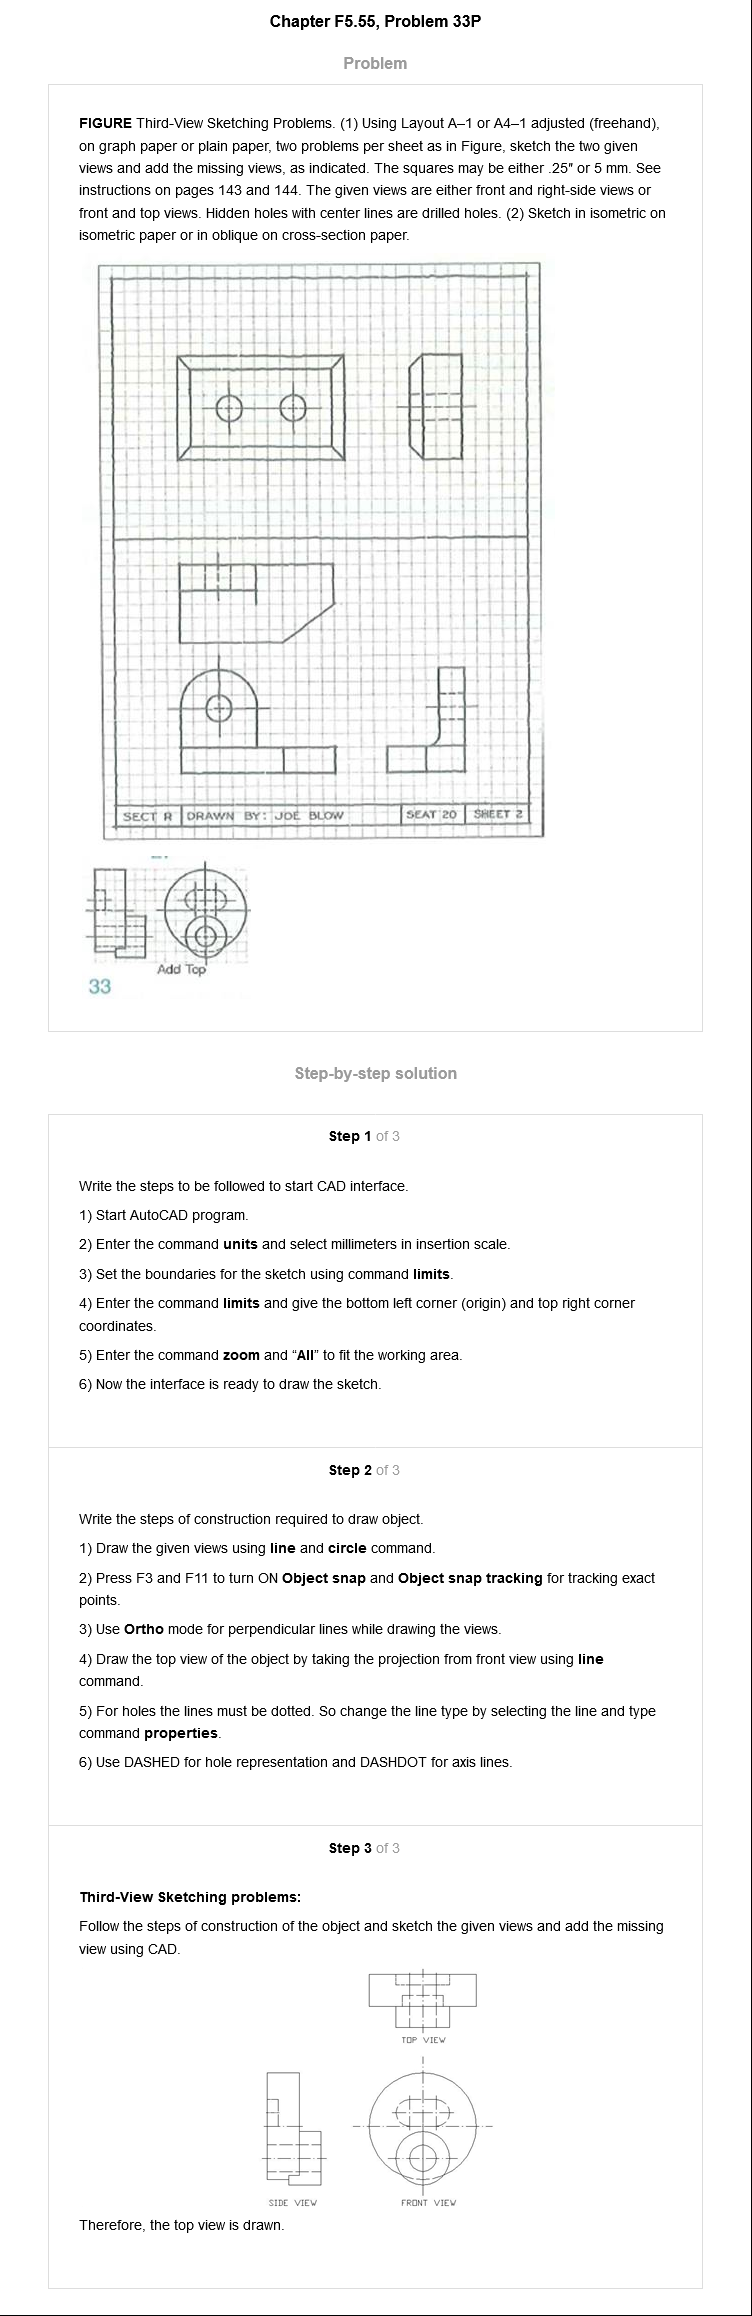 Chapter F5.55, Problem 33P
Problem
FIGURE Third-View Sketching Problems. (1) Using Layout A–1 or A4–1 adjusted (freehand),
on graph paper or plain paper, two problems per sheet as in Figure, sketch the two given
views and add the missing views, as indicated. The squares may be either .25″ or 5 mm. See
instructions on pages 143 and 144. The given views are either front and right-side views or
front and top views. Hidden holes with center lines are drilled holes. (2) Sketch in isometric on
isometric paper or in oblique on cross-section paper.
SECT R DRAWN BY: JOE BLOW SEAT 20 SHEET 2
Add Top
33
Step-by-step solution
Step 1 of 3
Write the steps to be followed to start CAD interface.
1) Start AutoCAD program.
2) Enter the command units and select millimeters in insertion scale.
3) Set the boundaries for the sketch using command limits.
4) Enter the command limits and give the bottom left corner (origin) and top right corner
coordinates.
5) Enter the command zoom and “All” to fit the working area.
6) Now the interface is ready to draw the sketch.
Step 2 of 3
Write the steps of construction required to draw object.
1) Draw the given views using line and circle command.
2) Press F3 and F11 to turn ON Object snap and Object snap tracking for tracking exact
points.
3) Use Ortho mode for perpendicular lines while drawing the views.
4) Draw the top view of the object by taking the projection from front view using line
command.
5) For holes the lines must be dotted. So change the line type by selecting the line and type
command properties.
6) Use DASHED for hole representation and DASHDOT for axis lines.
Step 3 of 3
Third-View Sketching problems:
Follow the steps of construction of the object and sketch the given views and add the missing
view using CAD.
TOP VIEW
SIDE VIEW FRONT VIEW
Therefore, the top view is drawn.